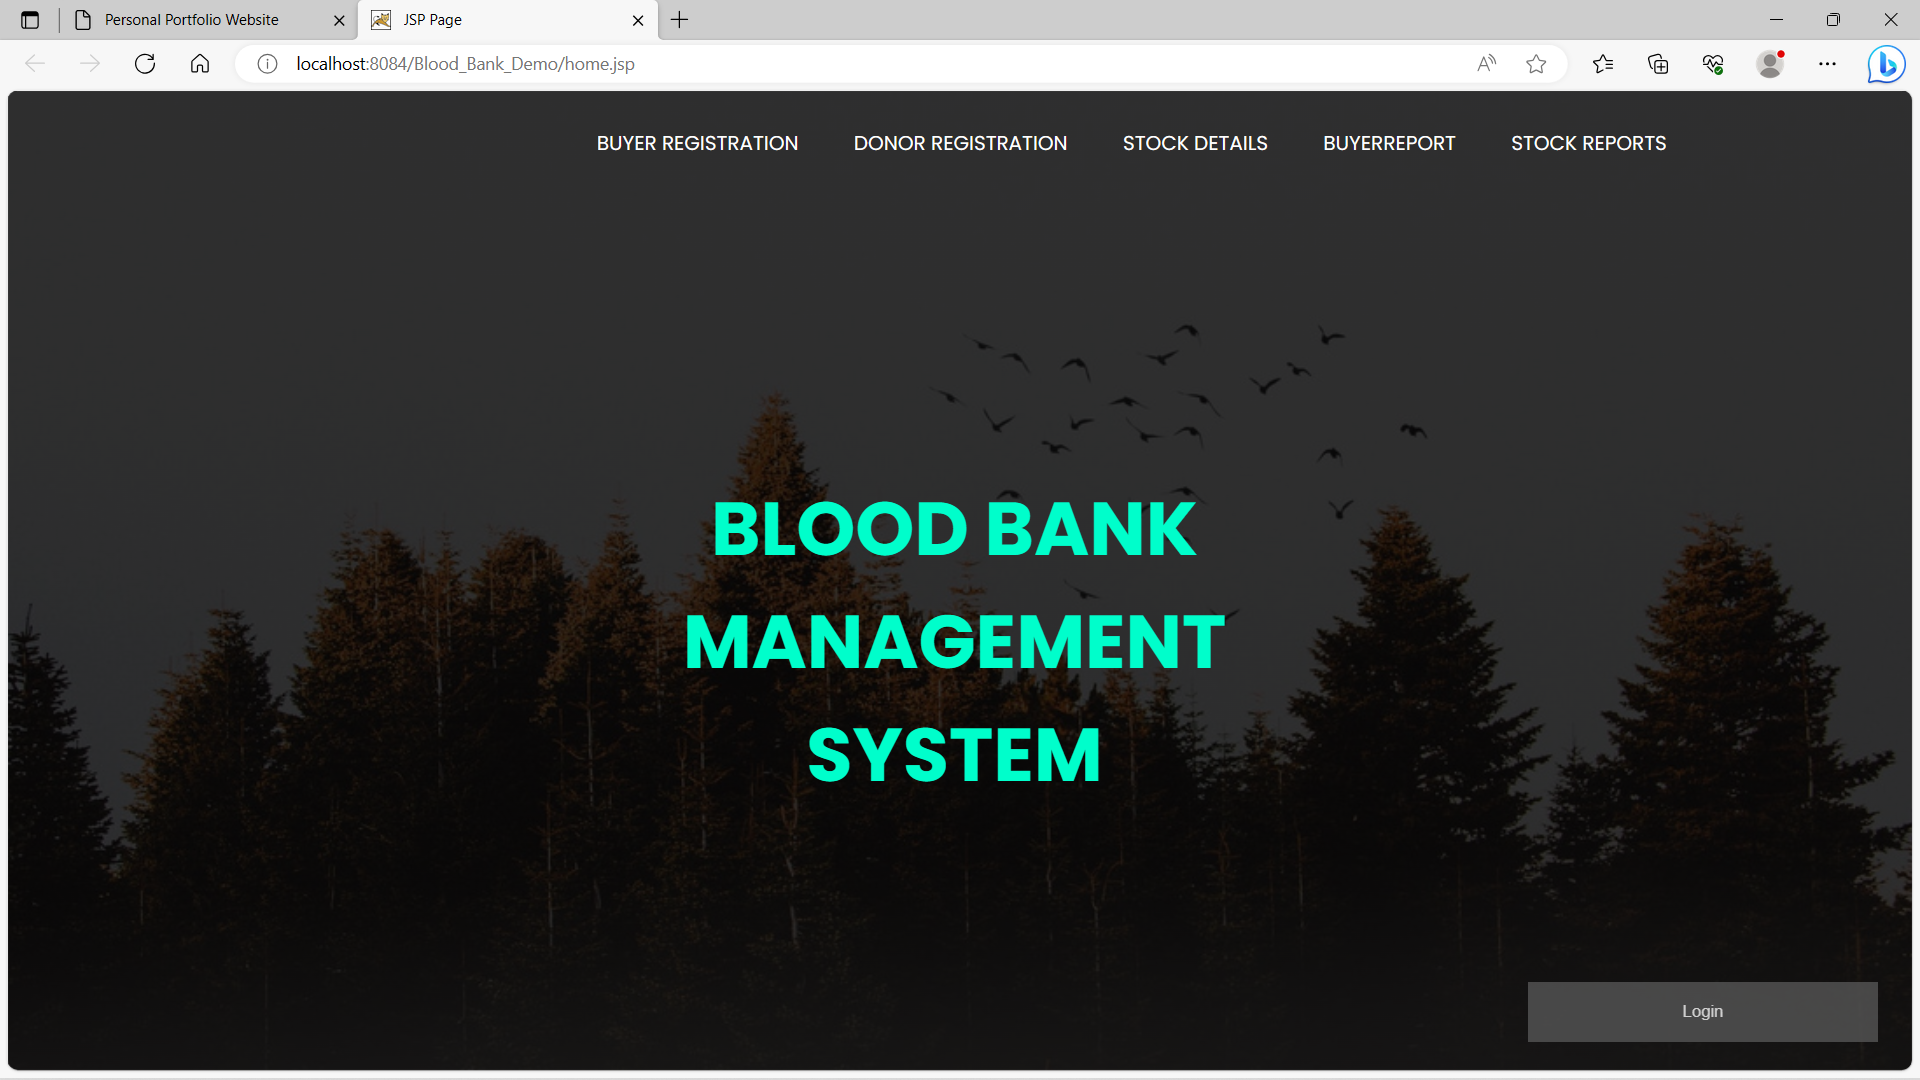 Personal Portfolio Website
JSP Page
localhost:8084/Blood_Bank_Demo/home.jsp
BUYER REGISTRATION DONOR REGISTRATION STOCK DETAILS BUYERREPORT STOCK REPORTS
BLOOD BANK
MANAGEMENT
SYSTEM
Login